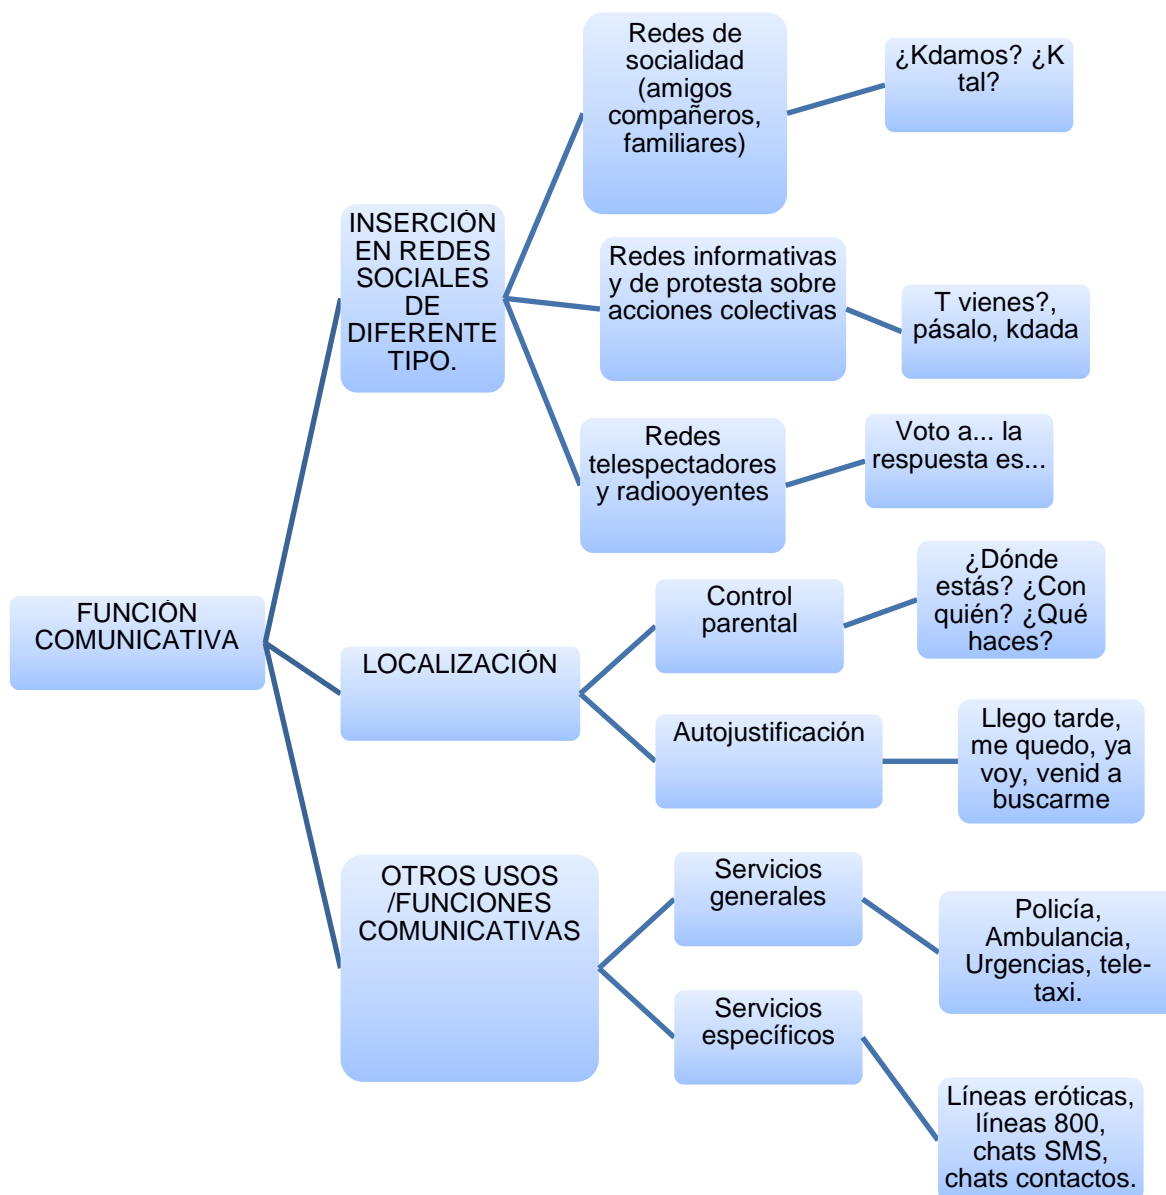 Redes de
socialidad
(amigos
compañeros,
familiares)
¿Kdamos? ¿K
tal?
INSERCIÓN
EN REDES
SOCIALES
DE
DIFERENTE
TIPO.
Redes informativas
y de protesta sobre
acciones colectivas
T vienes?,
pásalo, kdada
Redes
telespectadores
y radiooyentes
Voto a... la
respuesta es...
FUNCIÓN
COMUNICATIVA
LOCALIZACIÓN
Control
parental
¿Dónde
estás? ¿Con
quién? ¿Qué
haces?
Autojustificación
Llego tarde,
me quedo, ya
voy, venid a
buscarme
OTROS USOS
/FUNCIONES
COMUNICATIVAS
Servicios
generales
Policía,
Ambulancia,
Urgencias, tele-
taxi.
Servicios
específicos
Líneas eróticas,
líneas 800,
chats SMS,
chats contactos.